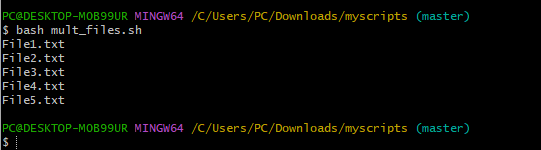 PC@DESKTOP-MOB99UR MINGW64 /C/Users/PC/Downloads/myscripts (master)
$ bash mult_files.sh
File1.txt
File2.txt
File3.txt
File4.txt
File5.txt
PC@DESKTOP-MOB99UR MINGW64 /C/Users/PC/Downloads/myscripts (master)
$